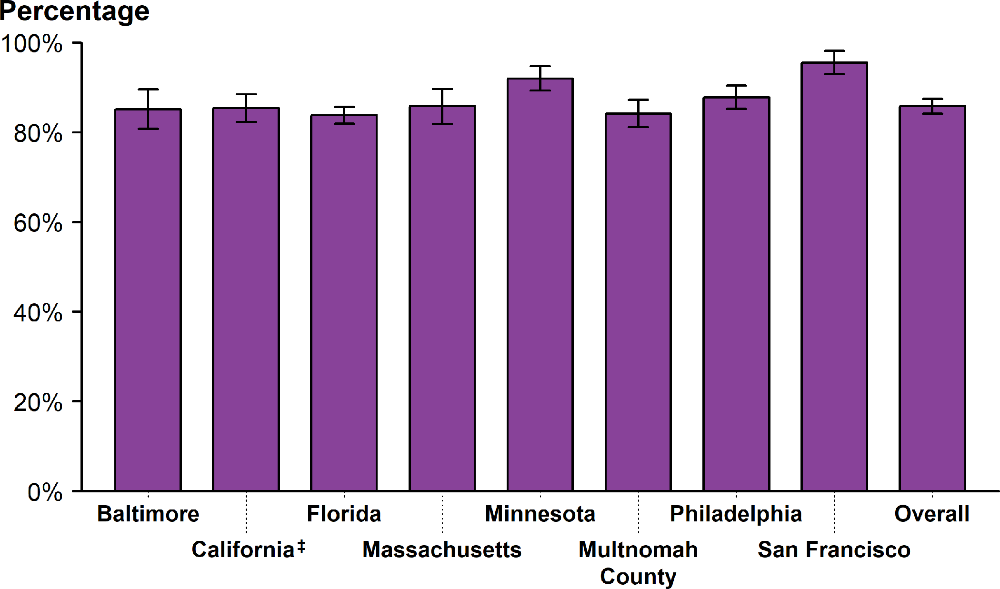 Percentage
100%
80%
60%
40%
20%
0%
Baltimore
Florida
Minnesota
Philadelphia
Overall
California‡
Massachusetts
Multnomah
County
San Francisco